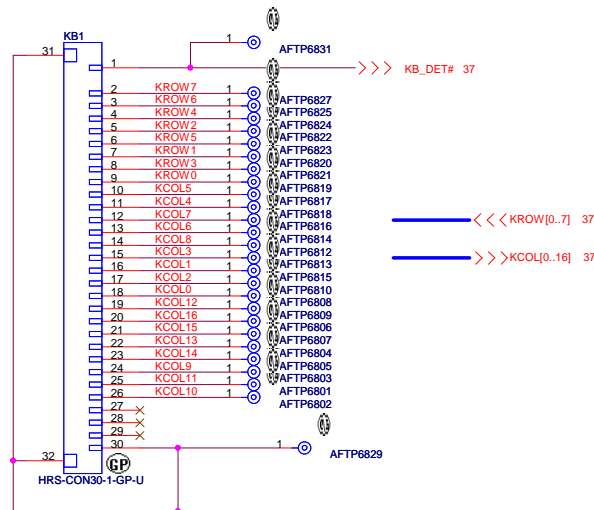 KB1
31
1 AFTP6831
1
KB_DET# 37
2 KROW7 1 AFTP6827
3 KROW6 1 AFTP6825
4 KROW4 1 AFTP6824
5 KROW2 1 AFTP6822
6 KROW5 1 AFTP6823
7 KROW1 1 AFTP6820
8 KROW3 1 AFTP6821
9 KROW0 1 AFTP6819
10 KCOL5 1 AFTP6817
11 KCOL4 1 AFTP6818
12 KCOL7 1 AFTP6816
KROW[0..7] 37
13 KCOL6 1 AFTP6814
14 KCOL8 1 AFTP6812
15 KCOL3 1 AFTP6813
KCOL[0..16] 37
16 KCOL1 1 AFTP6815
17 KCOL2 1 AFTP6810
18 KCOL0 1 AFTP6808
19 KCOL12 1 AFTP6809
20 KCOL16 1 AFTP6806
21 KCOL15 1 AFTP6807
22 KCOL13 1 AFTP6804
23 KCOL14 1 AFTP6805
24 KCOL9 1 AFTP6803
25 KCOL11 1 AFTP6801
26 KCOL10 1 AFTP6802
27
28
29
30 1 AFTP6829
32
GP
HRS-CON30-1-GP-U